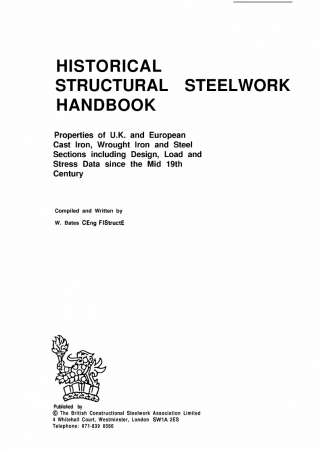 HISTORICAL
STRUCTURAL STEELWORK
HANDBOOK
Properties of U.K. and European
Cast Iron, Wrought Iron and Steel
Sections including Design, Load and
Stress Data since the Mid 19th
Century
Compiled and Written by
W. Bates CEng FIStructE
Published by
© The British Constructional Steelwork Association Limited
4 Whitehall Court, Westminster, London SW1A 2ES
Telephone: 071-839 8566